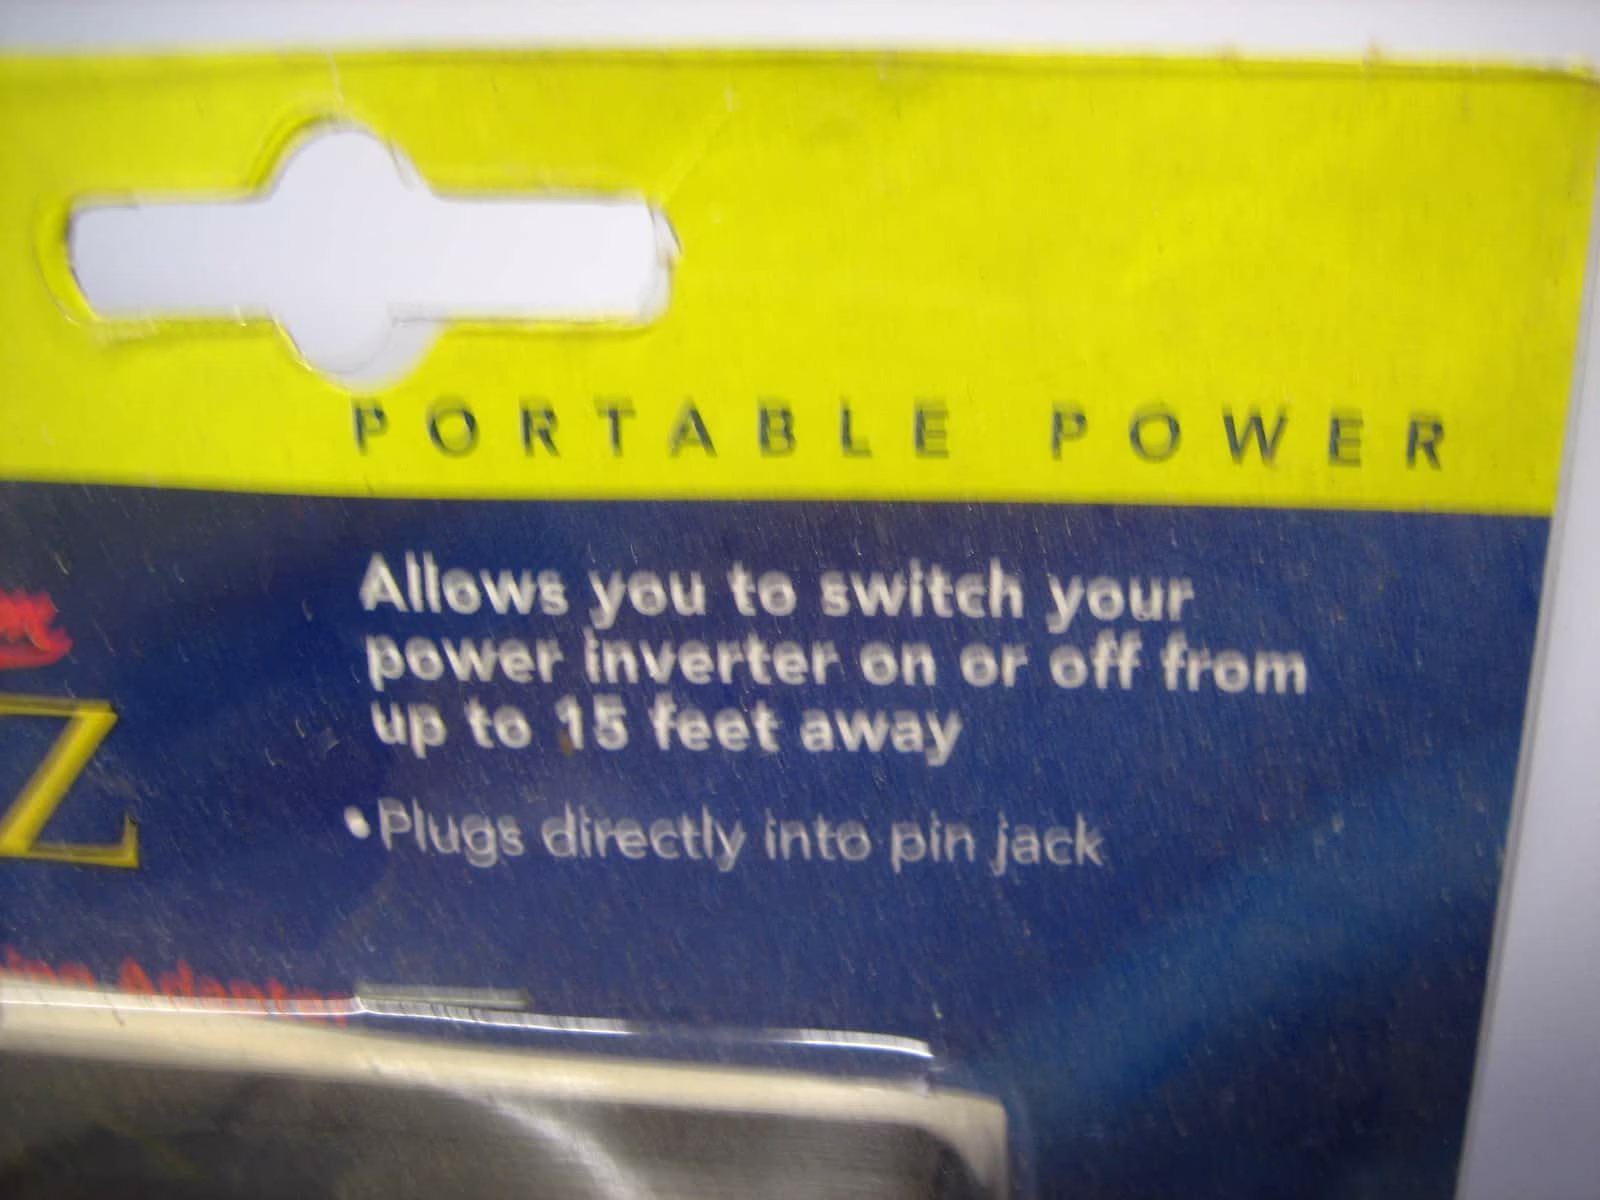 PORTABLE POWER
Allows you to switch your
power inverter on or off from
up to 15 feet away
•Plugs directly into pin jack
Z